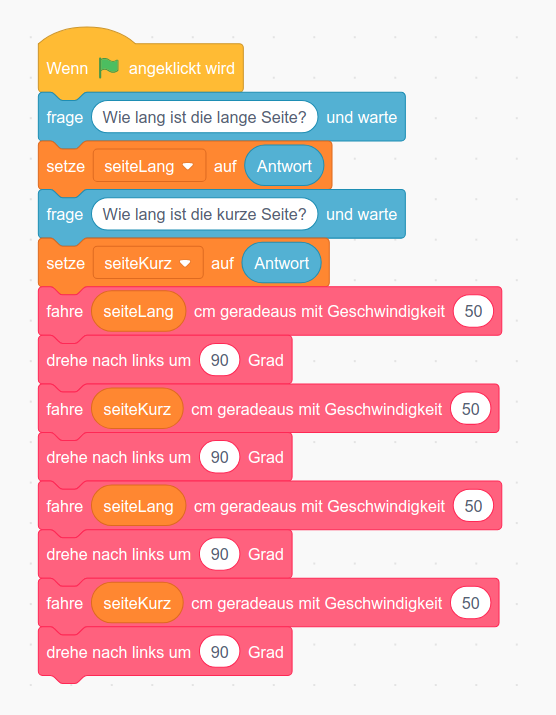 Wenn angeklickt wird
frage Wie lang ist die lange Seite? und warte
setze seiteLang auf Antwort
frage Wie lang ist die kurze Seite? und warte
setze seiteKurz auf Antwort
fahre seiteLang cm geradeaus mit Geschwindigkeit 50
drehe nach links um 90 Grad
fahre seiteKurz cm geradeaus mit Geschwindigkeit 50
drehe nach links um 90 Grad
fahre seiteLang cm geradeaus mit Geschwindigkeit 50
drehe nach links um 90 Grad
fahre seiteKurz cm geradeaus mit Geschwindigkeit 50
drehe nach links um 90 Grad